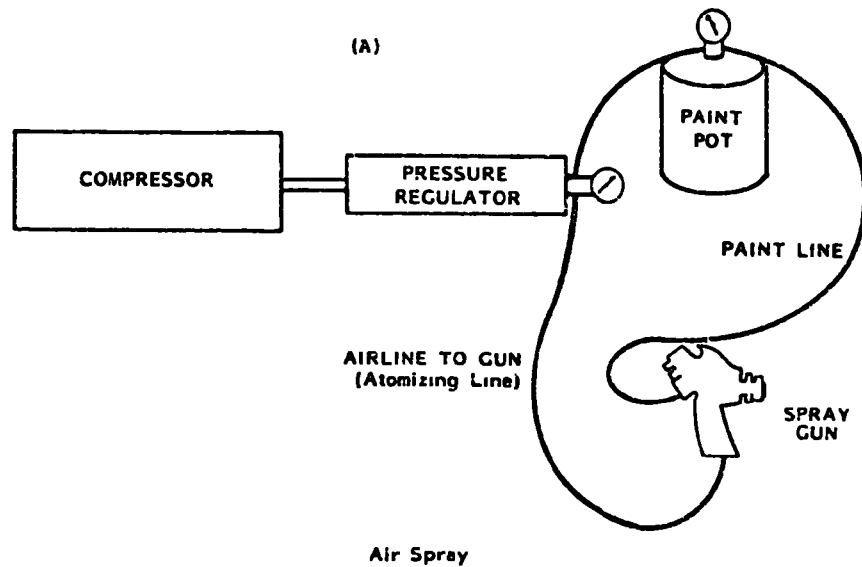 (A)
COMPRESSOR
PRESSURE
REGULATOR
PAINT
POT
PAINT LINE
AIRLINE TO GUN
(Atomizing Line)
SPRAY
GUN
Air Spray